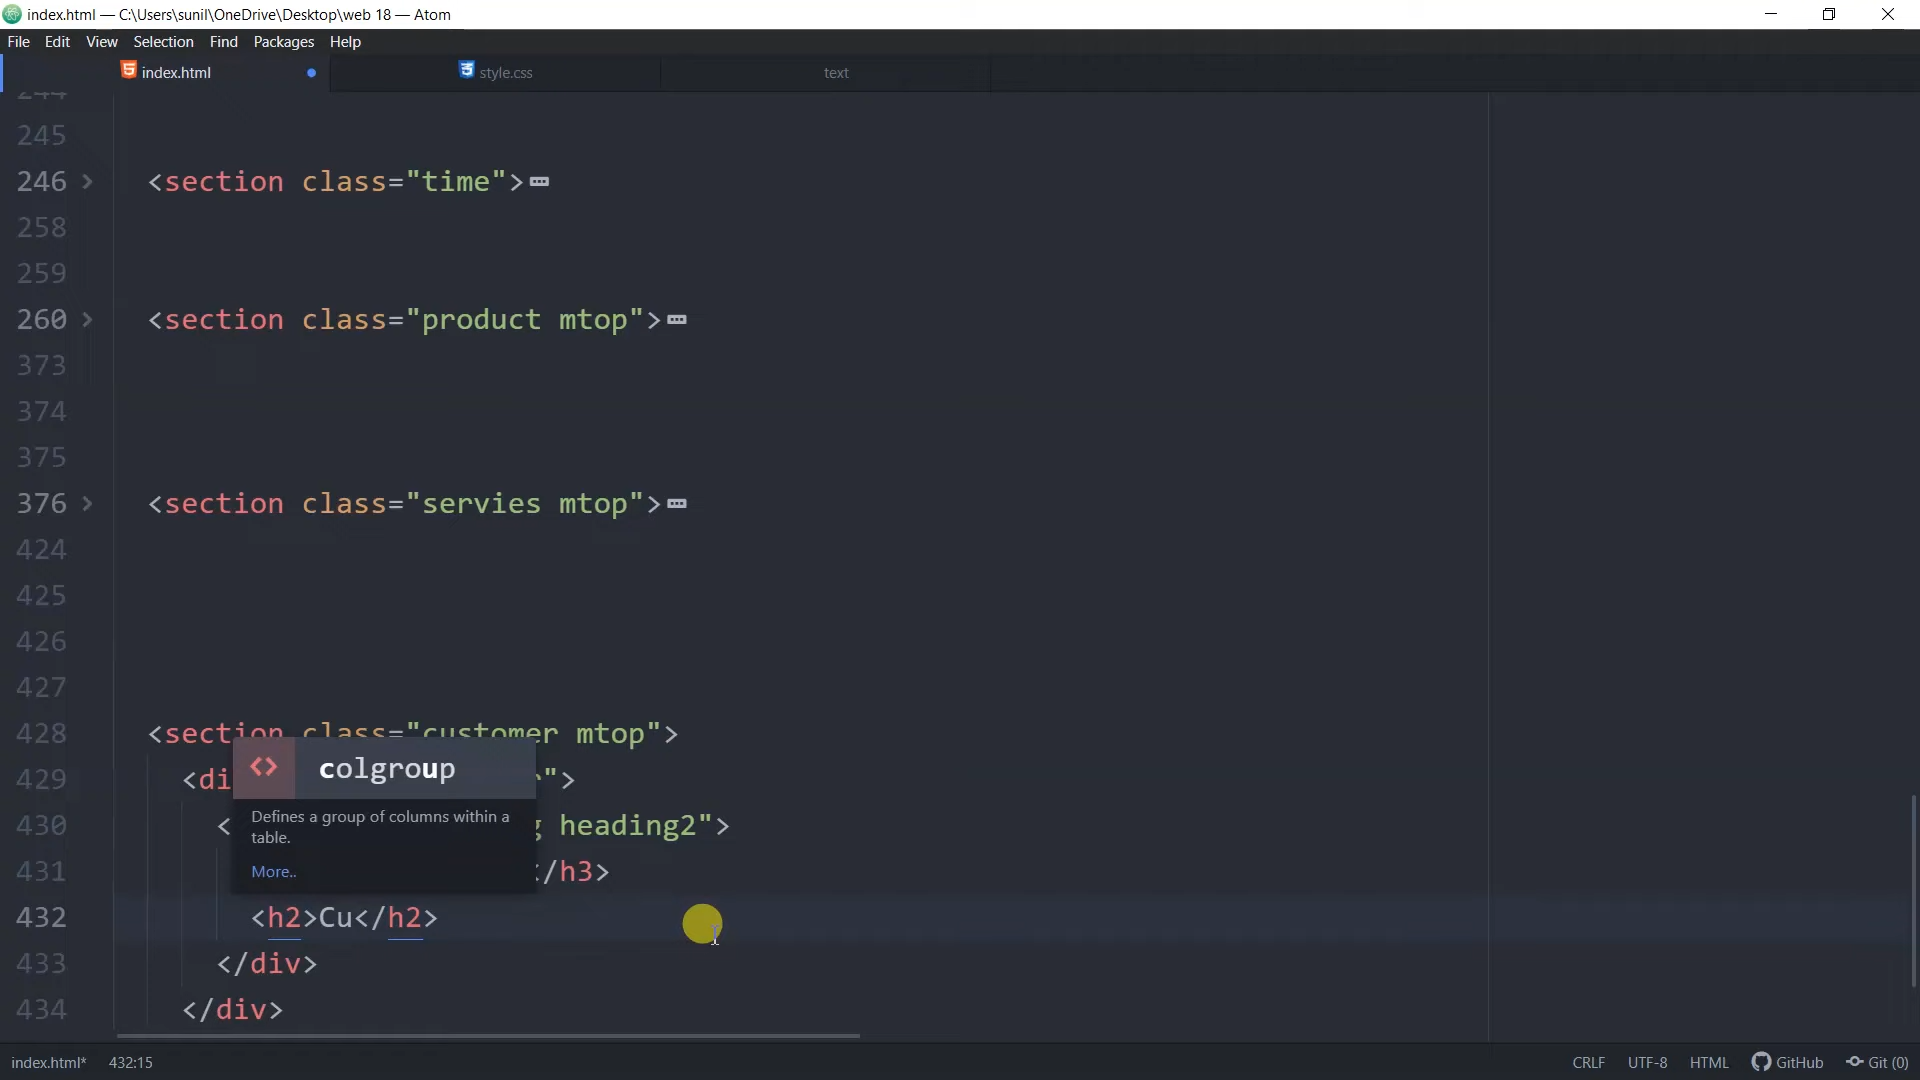 index.html — C:\Users\sunil\OneDrive\Desktop\web 18 — Atom
File Edit View Selection Find Packages Help
index.html style.css text
244
245
246 <section class="time">
258
259
260 <section class="product mtop">
373
374
375
376 <section class="servies mtop">
424
425
426
427
428 <section class="customer mtop">
colgroup
Defines a group of columns within a
table.
More..
429 <di ">
430 < heading2">
431 </h3>
432 <h2>Cu</h2>
433 </div>
434 </div>
index.html* 432:15 CRLF UTF-8 HTML GitHub Git (0)